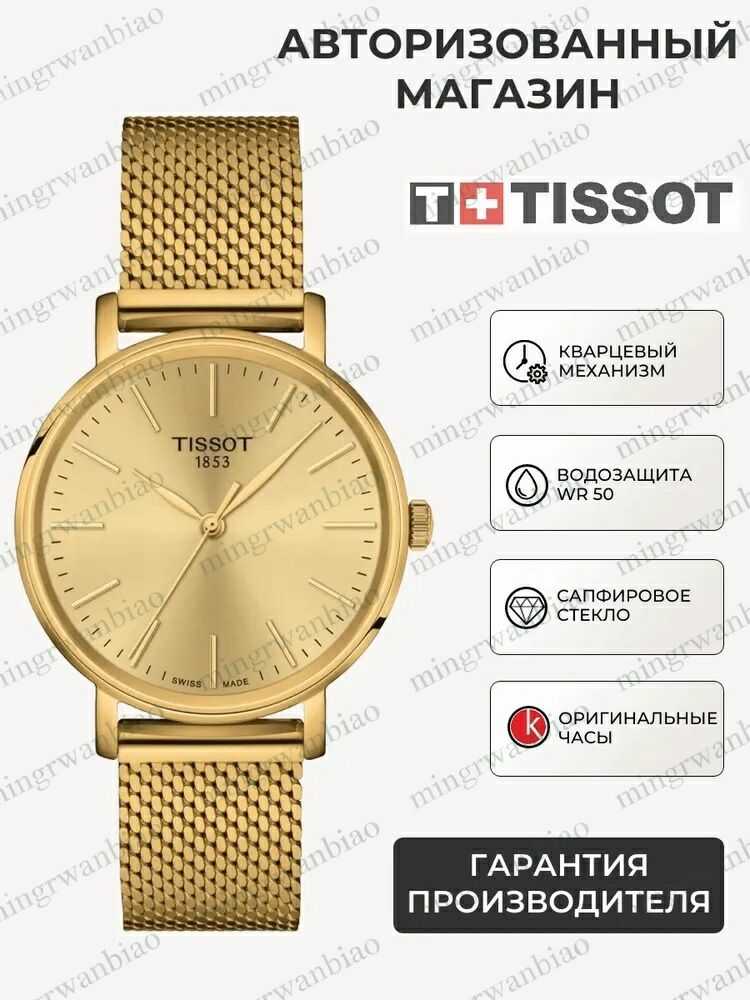 АВТОРИЗОВАННЫЙ
МАГАЗИН
T+TISSOT
TISSOT
1853
SWISS MADE
КВАРЦЕВЫЙ
МЕХАНИЗМ
ВОДОЗАЩИТА
WR 50
САПФИРОВОЕ
СТЕКЛО
k
ОРИГИНАЛЬНЫЕ
ЧАСЫ
ГАРАНТИЯ
ПРОИЗВОДИТЕЛЯ
mingrwanbiao